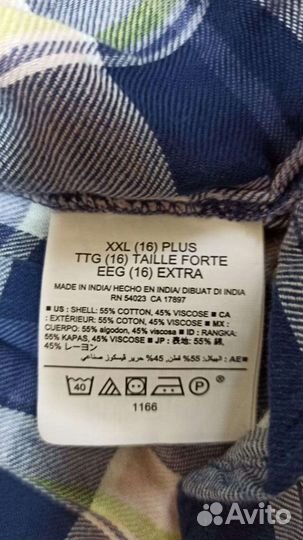 XXL (16) PLUS
TTG (16) TAILLE FORTE
EEG (16) EXTRA
MADE IN INDIA/ HECHO EN INDIA/ DIBUAT DI INDIA
RN 54023 CA 17897
■ US : SHELL: 55% COTTON, 45% VISCOSE ■ CA
: EXTÉRIEUR: 55% COTON, 45% VISCOSE ■ MX :
CUERPO: 55% algodon, 45% viscosa ■ ID : RANGKA:
55% KAPAS, 45% VISCOSE ■ JP : 表: 55% 綿,
45% レーヨン
■ AE: الهيكل: 55% قطن, 45% حرير فيسكوز صناعي
40 P
1166
Avito